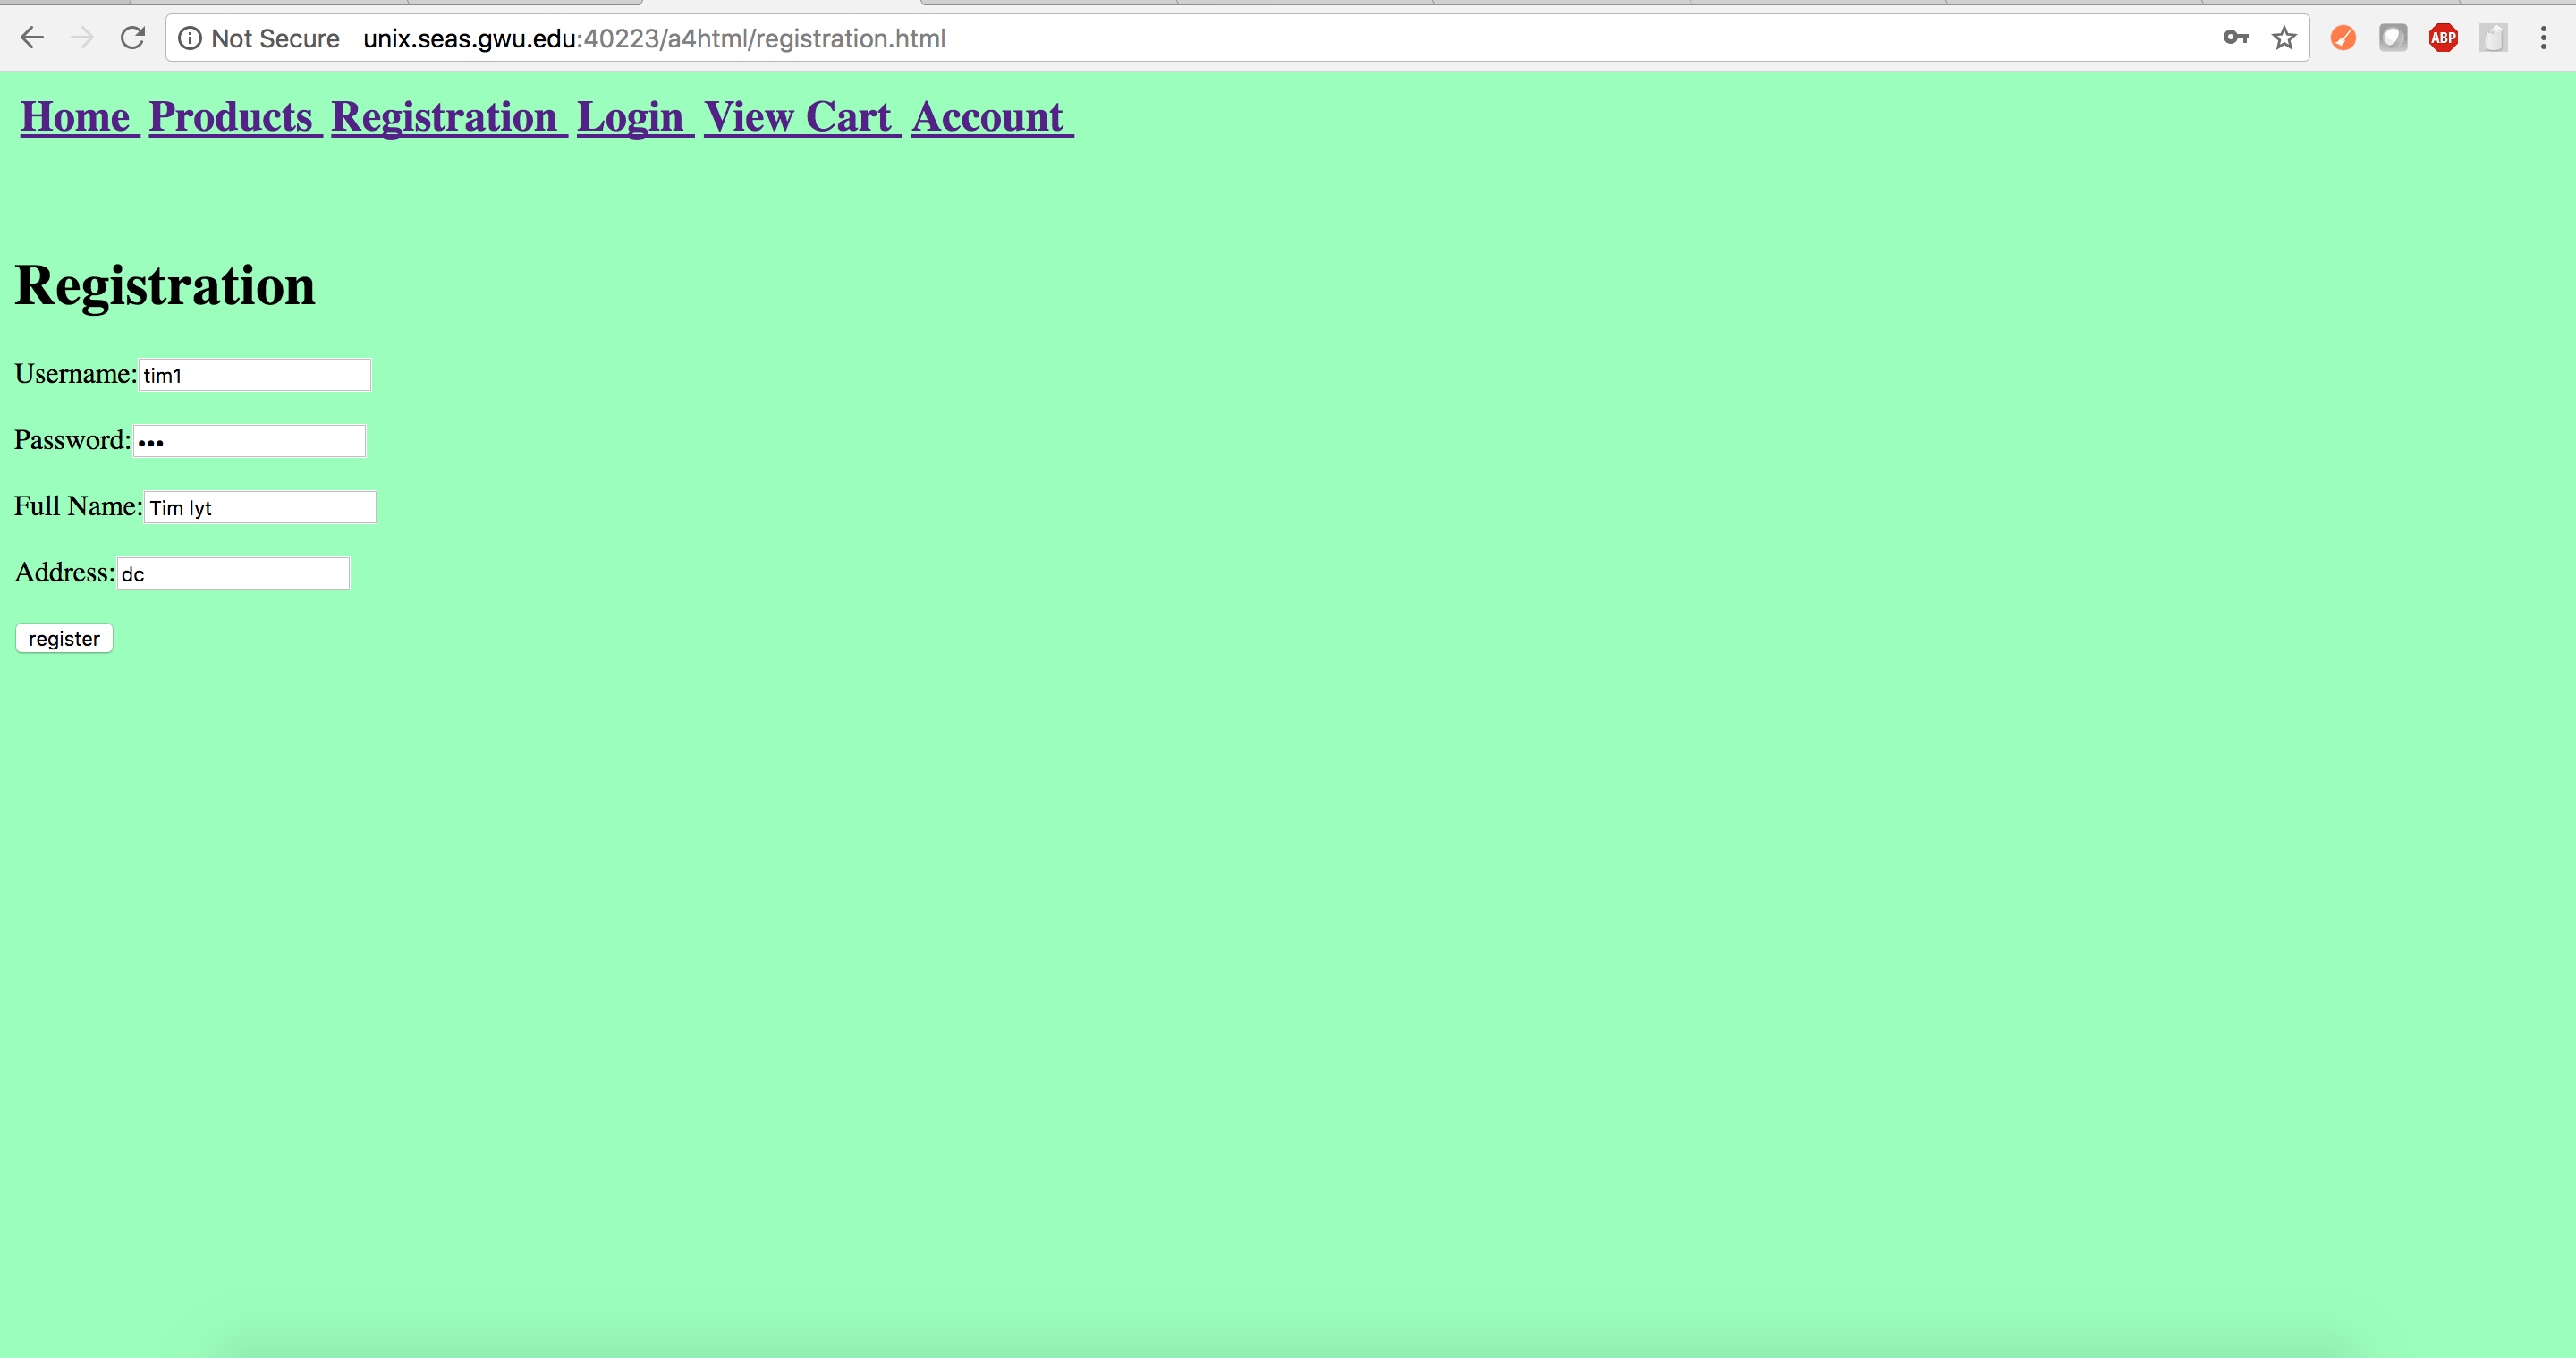 Not Secure unix.seas.gwu.edu:40223/a4html/registration.html ABP
Home Products Registration Login View Cart Account
Registration
Username: tim1
Password: •••
Full Name: Tim lyt
Address: dc
register